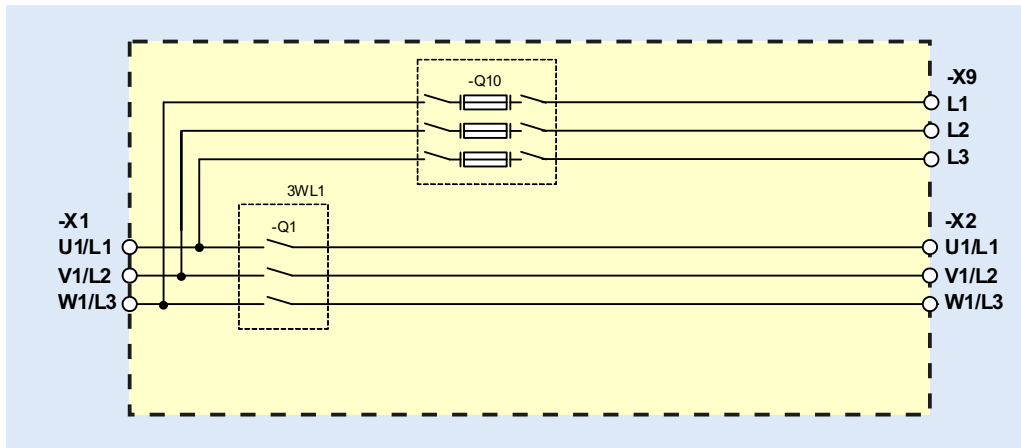 -Q10
-X9
L1
L2
L3
3WL1
-X1
-Q1
-X2
U1/L1
U1/L1
V1/L2
V1/L2
W1/L3
W1/L3